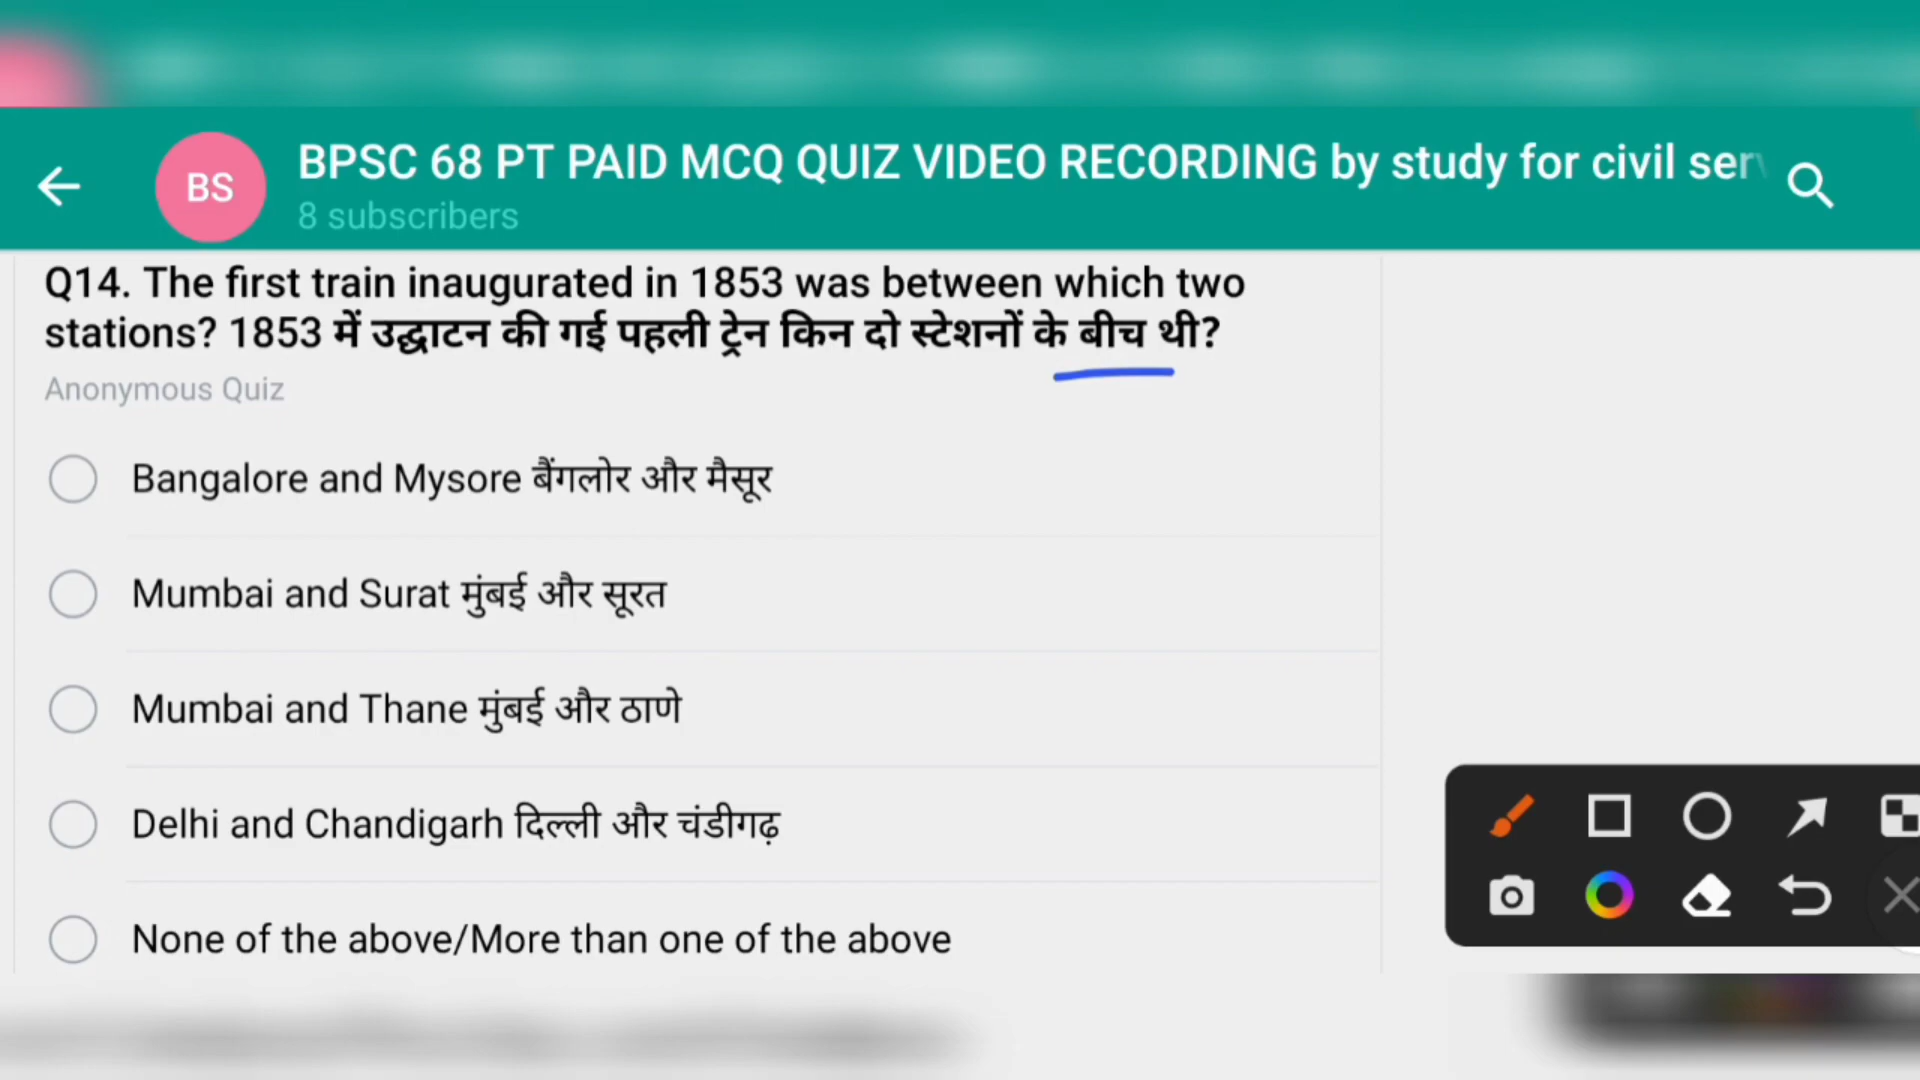 BPSC 68 PT PAID MCQ QUIZ VIDEO RECORDING by study for civil serv
BS
8 subscribers
Q14. The first train inaugurated in 1853 was between which two
stations? 1853 में उद्घाटन की गई पहली ट्रेन किन दो स्टेशनों के बीच थी?
Anonymous Quiz
Bangalore and Mysore बैंगलोर और मैसूर
Mumbai and Surat मुंबई और सूरत
Mumbai and Thane मुंबई और ठाणे
Delhi and Chandigarh दिल्ली और चंडीगढ़
None of the above/More than one of the above